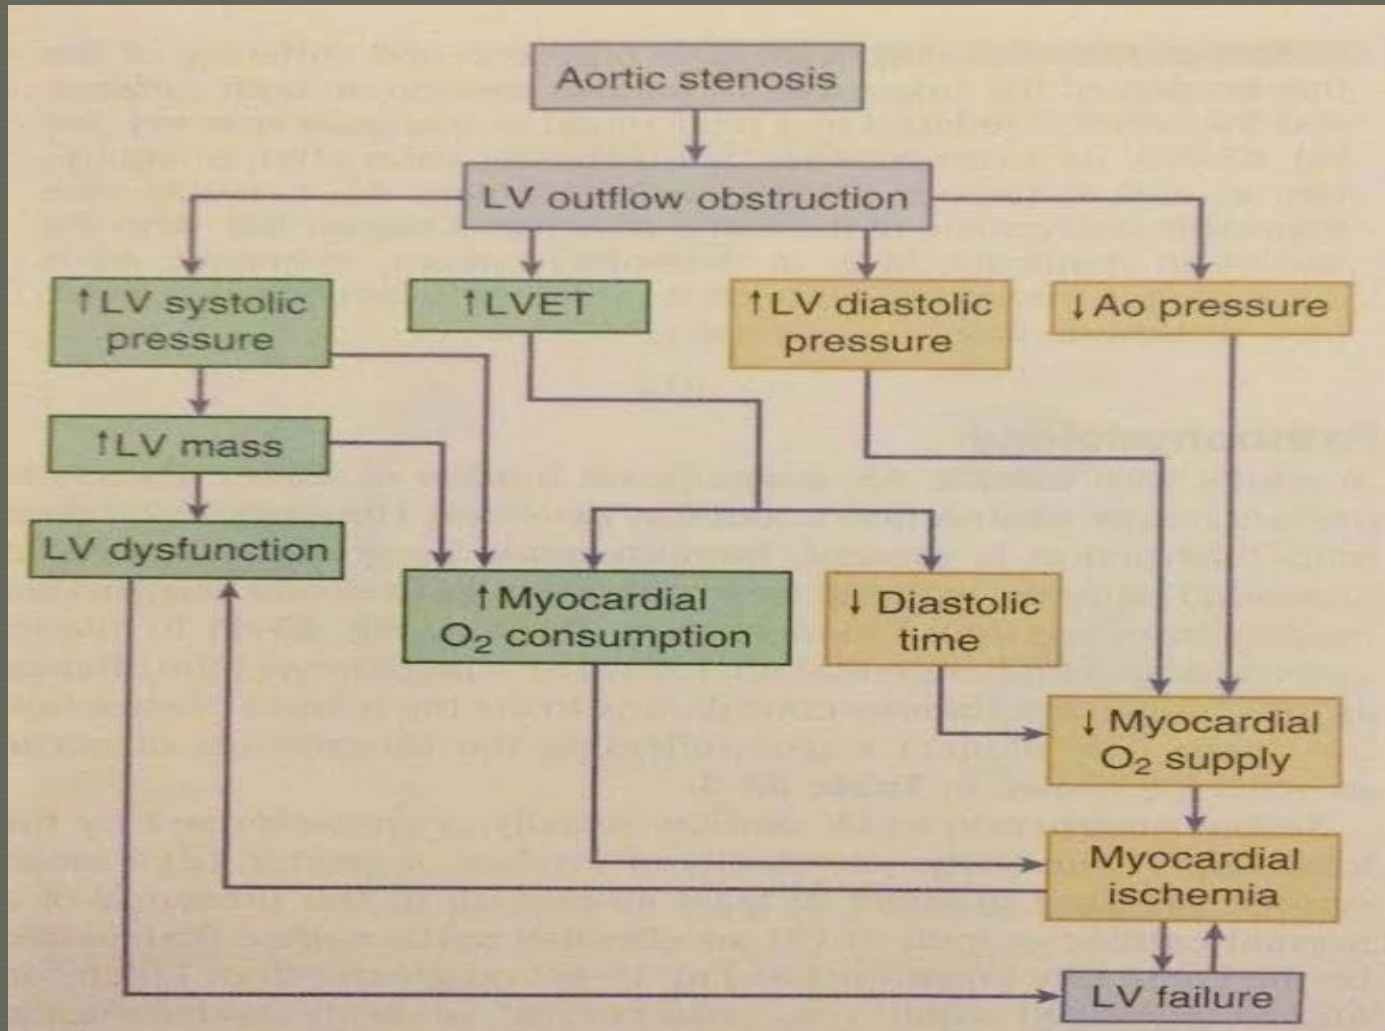 Aortic stenosis
LV outflow obstruction
↑LV systolic
pressure
↑LVET
↑LV diastolic
pressure
↓Ao pressure
↑LV mass
LV dysfunction
↑Myocardial
O₂ consumption
↓ Diastolic
time
↓ Myocardial
O₂ supply
Myocardial
ischemia
LV failure